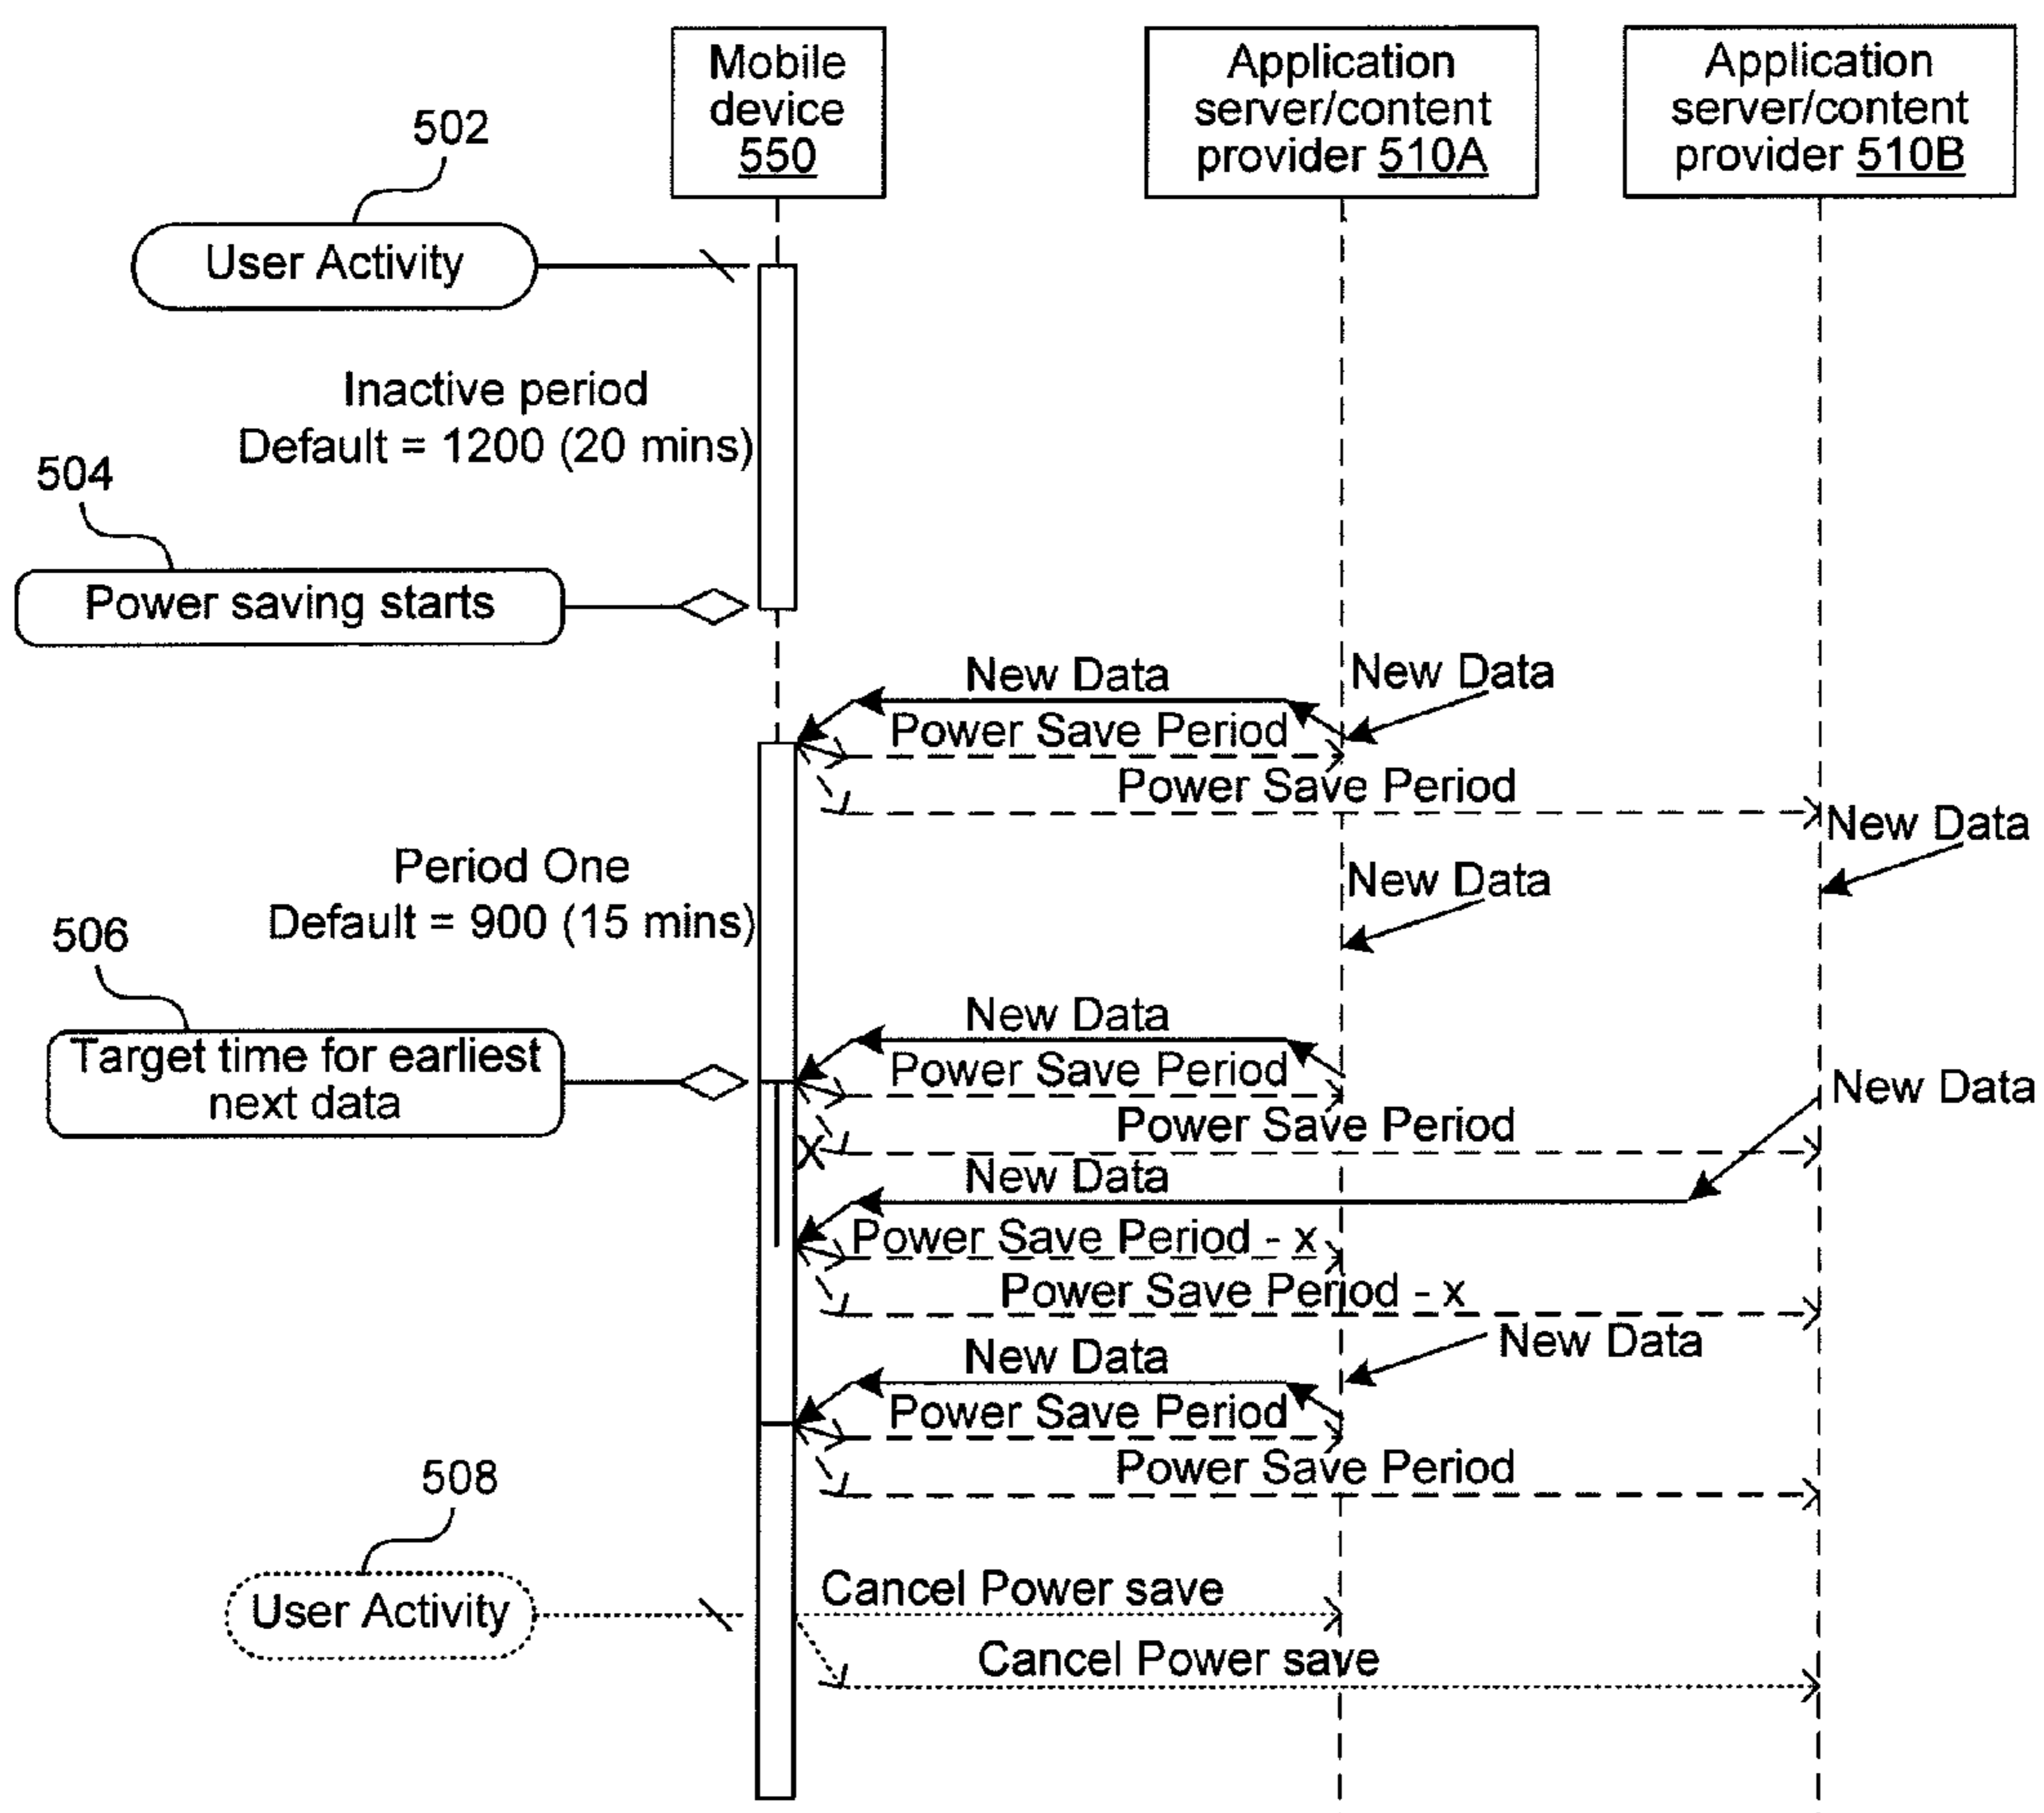 Mobile
device
550
Application
server/content
provider 510A
Application
server/content
provider 510B
502
User Activity
Inactive period
Default = 1200 (20 mins)
504
Power saving starts
New Data
New Data
Power Save Period
Power Save Period
New Data
Period One
Default = 900 (15 mins)
New Data
506
Target time for earliest
next data
New Data
Power Save Period
New Data
Power Save Period
X
New Data
Power Save Period - x
Power Save Period - x
New Data
New Data
Power Save Period
Power Save Period
508
User Activity
Cancel Power save
Cancel Power save